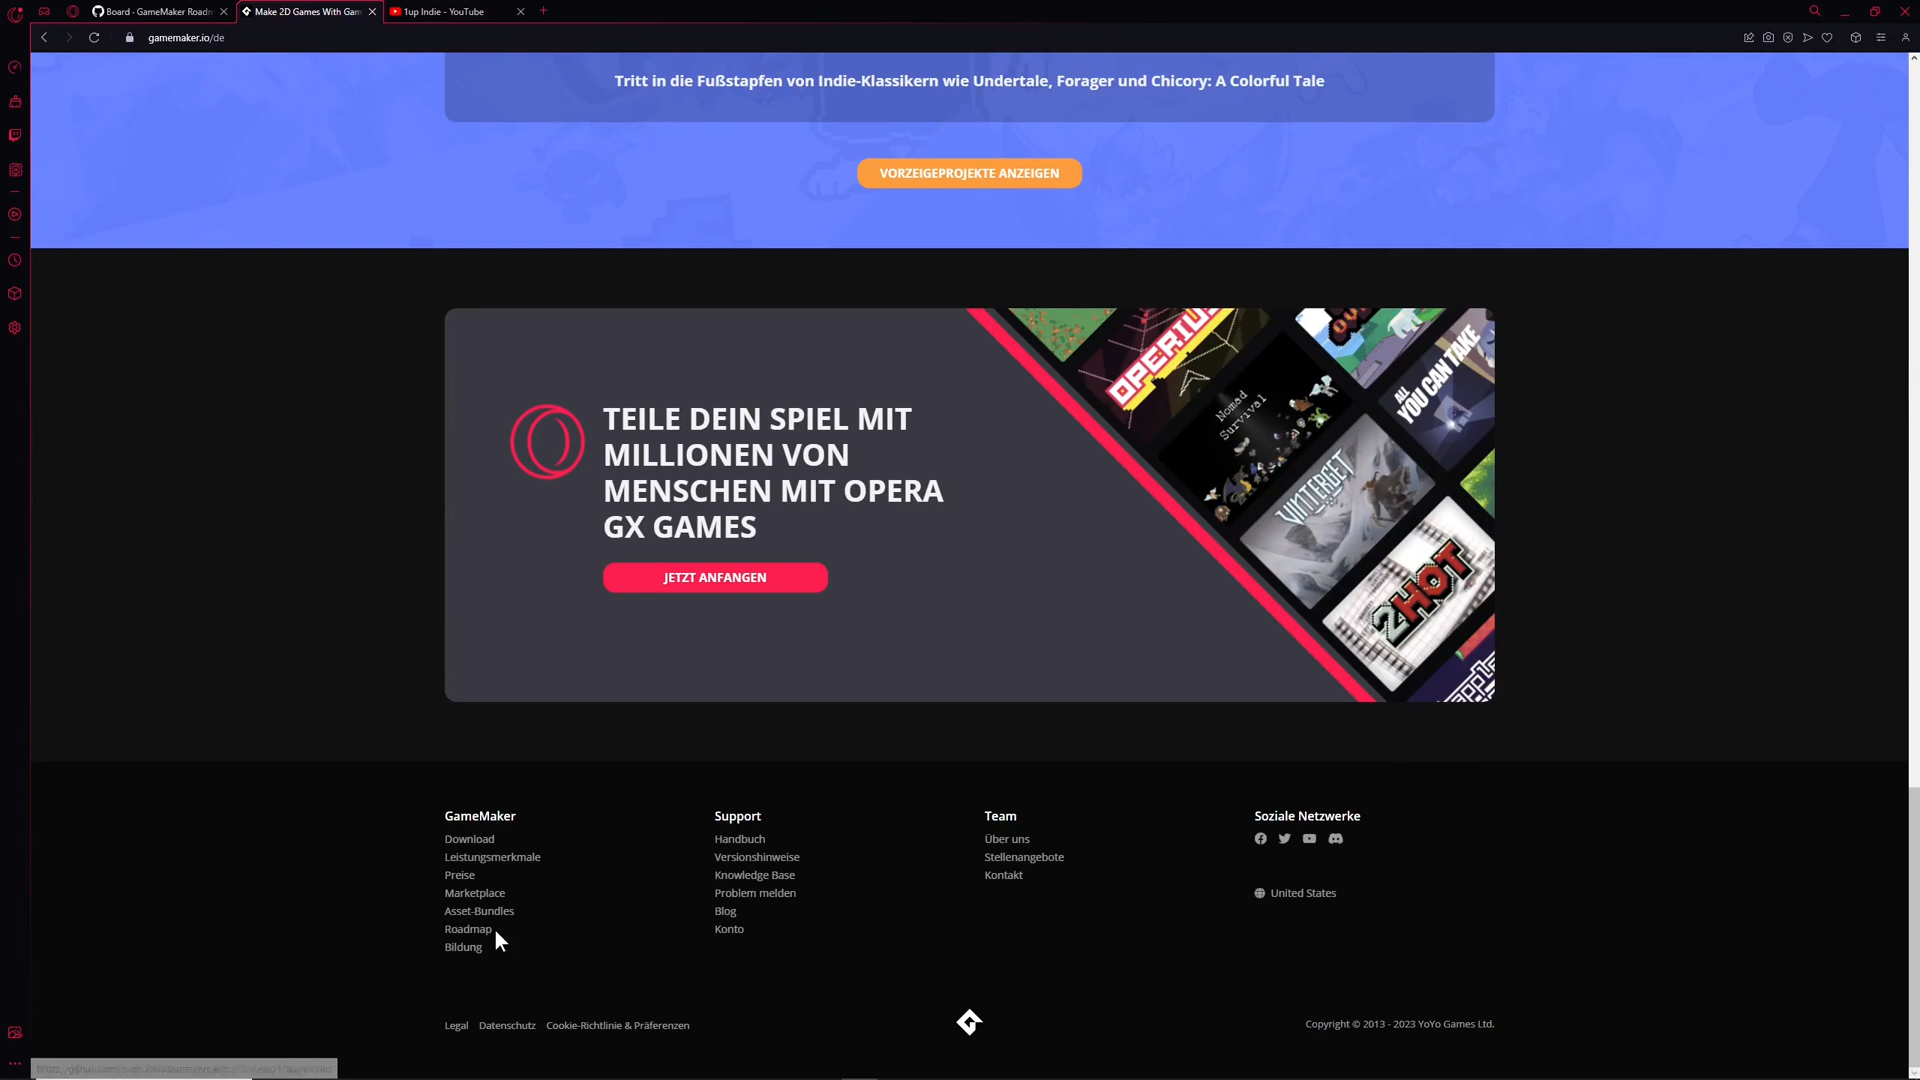 Board · GameMaker Roadm
Make 2D Games With Gam
1up Indie - YouTube
gamemaker.io/de
Tritt in die Fußstapfen von Indie-Klassikern wie Undertale, Forager und Chicory: A Colorful Tale
VORZEIGEPROJEKTE ANZEIGEN
TEILE DEIN SPIEL MIT
MILLIONEN VON
MENSCHEN MIT OPERA
GX GAMES
JETZT ANFANGEN
OPERIUS
Nomad
Survival
ALL
YOU CAN TAKE
VINTERGET
2HOT
GameMaker
Download
Leistungsmerkmale
Preise
Marketplace
Asset-Bundles
Roadmap
Bildung
Support
Handbuch
Versionshinweise
Knowledge Base
Problem melden
Blog
Konto
Team
Über uns
Stellenangebote
Kontakt
Soziale Netzwerke
United States
Legal
Datenschutz
Cookie-Richtlinie & Präferenzen
Copyright © 2013 - 2023 YoYo Games Ltd.